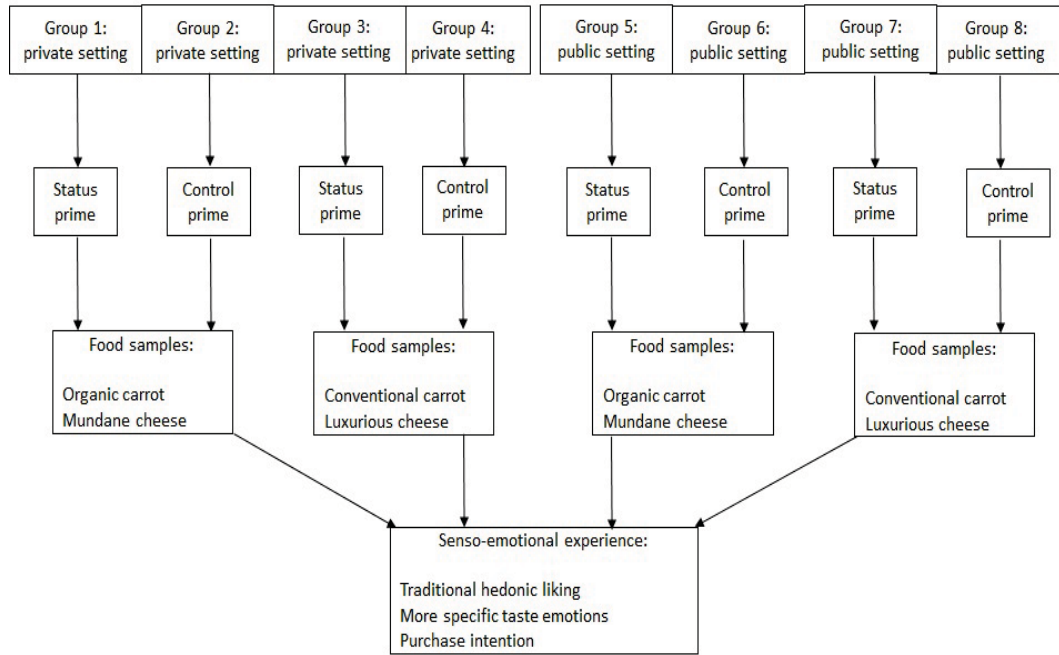 Group 1:
private setting
Group 2:
private setting
Group 3:
private setting
Group 4:
private setting
Group 5:
public setting
Group 6:
public setting
Group 7:
public setting
Group 8:
public setting
Status
prime
Control
prime
Status
prime
Control
prime
Status
prime
Control
prime
Status
prime
Control
prime
Food samples:
Organic carrot
Mundane cheese
Food samples:
Conventional carrot
Luxurious cheese
Food samples:
Organic carrot
Mundane cheese
Food samples:
Conventional carrot
Luxurious cheese
Senso-emotional experience:
Traditional hedonic liking
More specific taste emotions
Purchase intention